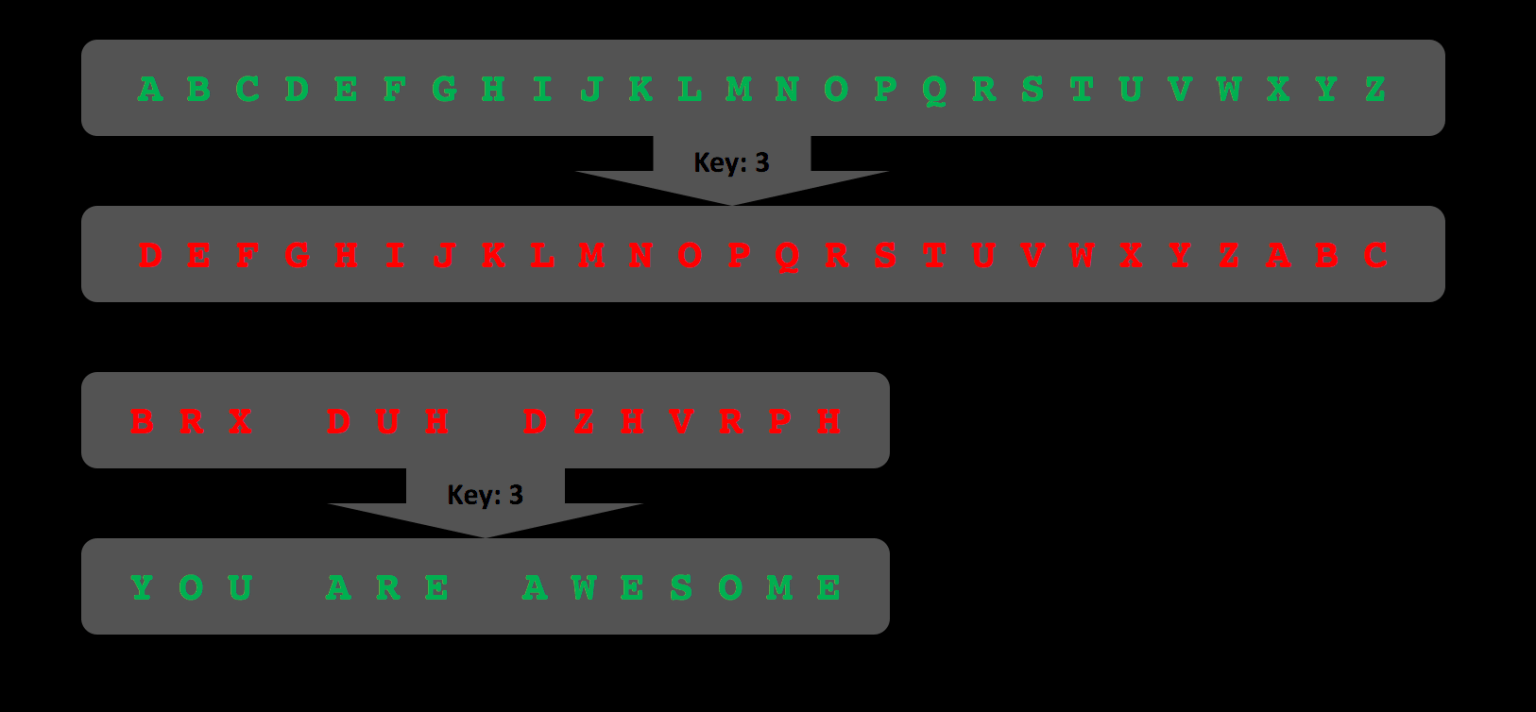 A B C D E F G H I J K L M N O P Q R S T U V W X Y Z
Key: 3
D E F G H I J K L M N O P Q R S T U V W X Y Z A B C
B R X D U H D Z H V R P H
Key: 3
Y O U A R E A W E S O M E